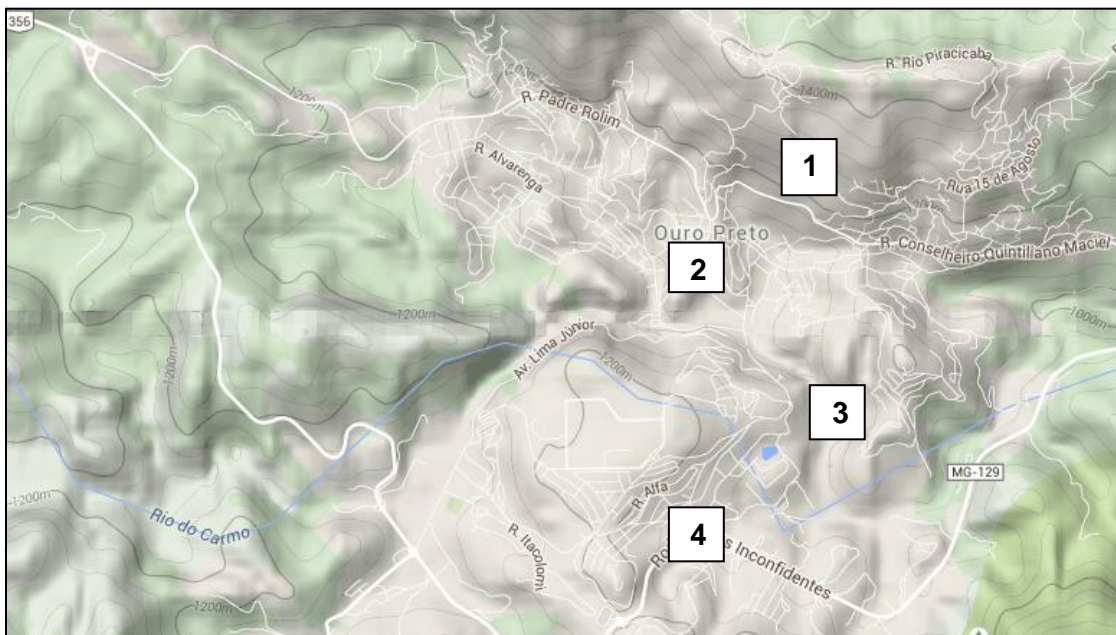 356
R. Rio Piracicaba
1200m
1400m
R. Padre Rolim
1
R. Alvarenga
Rua 15 de Agosto
Ouro Preto
R. Conselheiro Quintiliano Maciel
2
1200m
1000m
Av. Lima Júnior
1200m
1200m
3
MG-129
1200m
R. Alfa
Rio do Carmo
4
Inconfidentes
R. Itacolomi
1200m